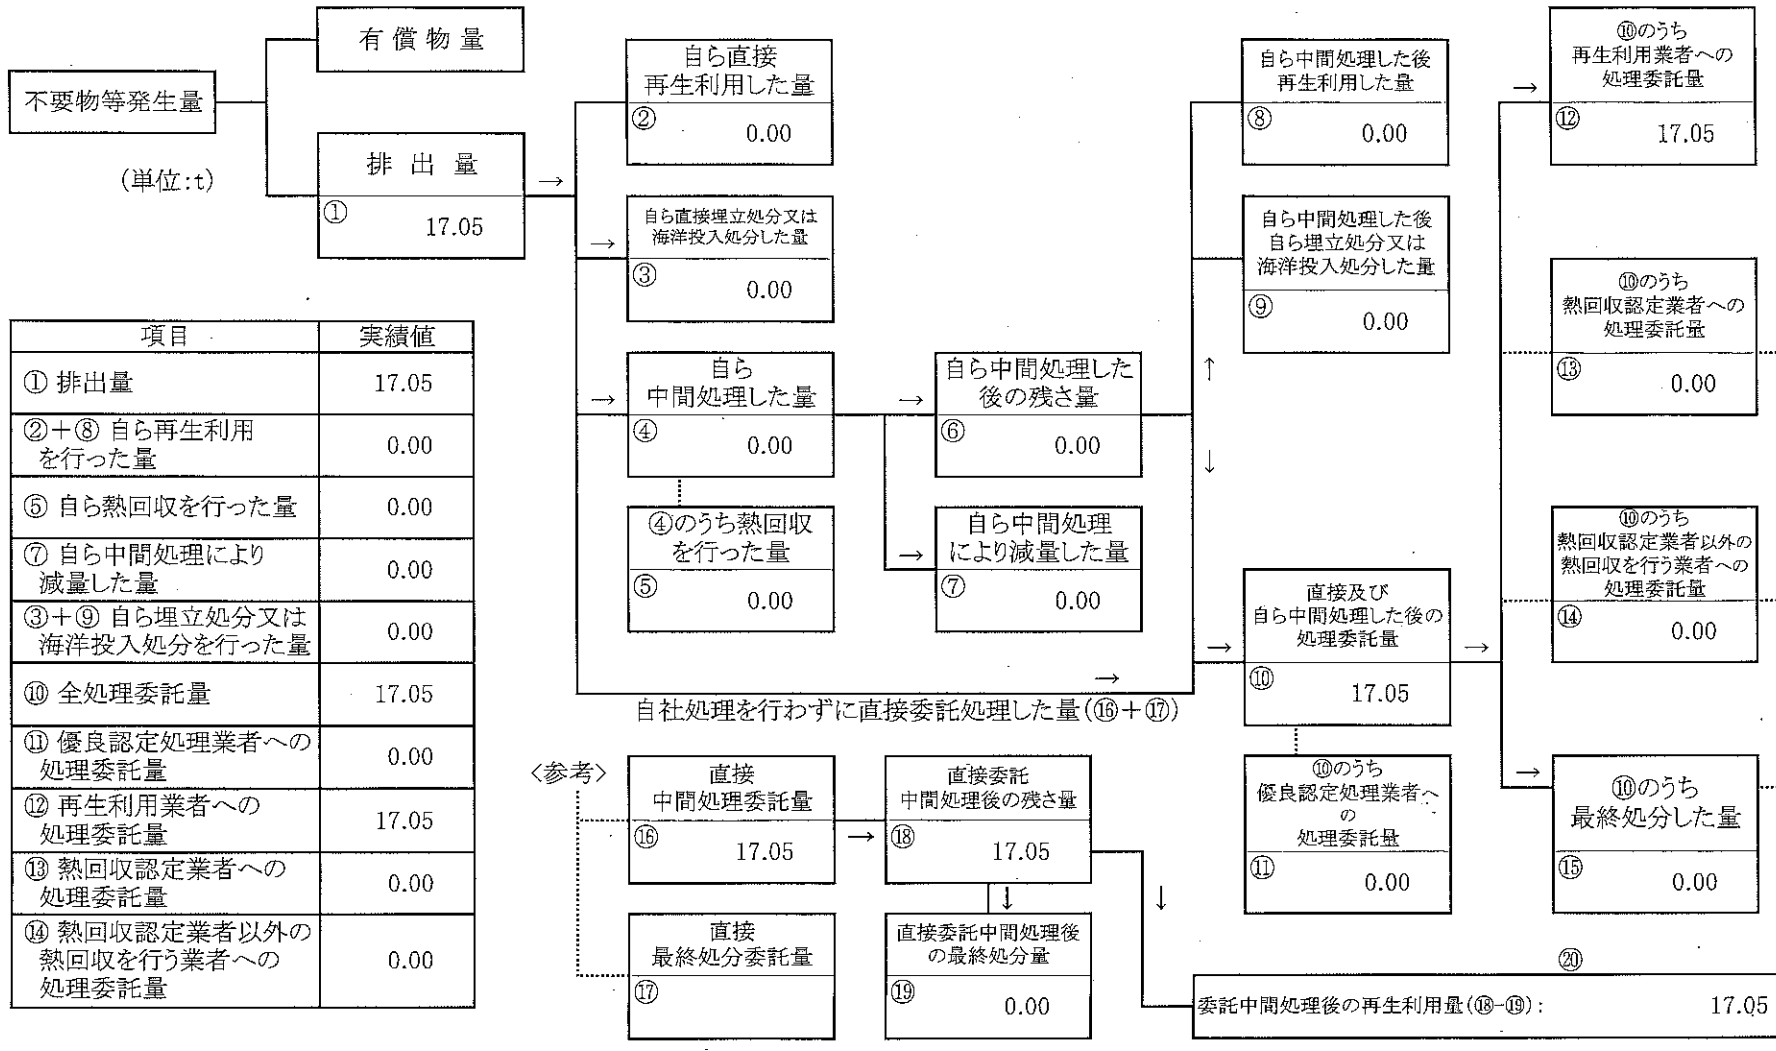 不要物等発生量
(単位:t)
有償物量
排出量
①
17.05
自ら直接
再生利用した量
②
0.00
自ら直接埋立処分又は
海洋投入処分した量
③
0.00
自ら
中間処理した量
④
0.00
④のうち熱回収
を行った量
⑤
0.00
自ら中間処理した
後の残さ量
⑥
0.00
自ら中間処理
により減量した量
⑦
0.00
自ら中間処理した後
再生利用した量
⑧
0.00
自ら中間処理した後
自ら埋立処分又は
海洋投入処分した量
⑨
0.00
直接及び
自ら中間処理した後の
処理委託量
⑩
17.05
⑩のうち
優良認定処理業者へ
の
処理委託量
⑪
0.00
⑩のうち
再生利用業者への
処理委託量
⑫
17.05
⑩のうち
熱回収認定業者への
処理委託量
⑬
0.00
⑩のうち
熱回収認定業者以外の
熱回収を行う業者への
処理委託量
⑭
0.00
⑩のうち
最終処分した量
⑮
0.00
自社処理を行わずに直接委託処理した量(⑯+⑰)
<参考>
直接
中間処理委託量
⑯
17.05
直接
最終処分委託量
⑰
直接委託
中間処理後の残さ量
⑱
17.05
直接委託中間処理後
の最終処分量
⑲
0.00
⑳
委託中間処理後の再生利用量(⑱-⑲): 17.05
項目 実績値
① 排出量 17.05
②+⑧ 自ら再生利用
を行った量 0.00
⑤ 自ら熱回収を行った量 0.00
⑦ 自ら中間処理により
減量した量 0.00
③+⑨ 自ら埋立処分又は
海洋投入処分を行った量 0.00
⑩ 全処理委託量 17.05
⑪ 優良認定処理業者への
処理委託量 0.00
⑫ 再生利用業者への
処理委託量 17.05
⑬ 熱回収認定業者への
処理委託量 0.00
⑭ 熱回収認定業者以外の
熱回収を行う業者への
処理委託量 0.00